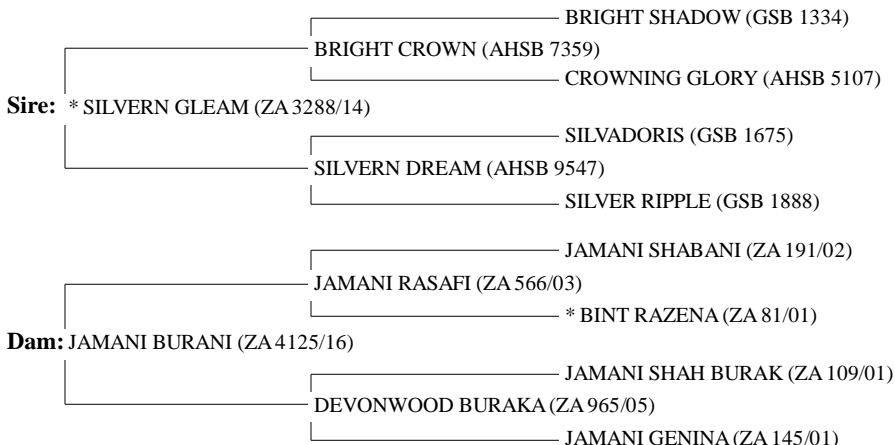 BRIGHT SHADOW (GSB 1334)
BRIGHT CROWN (AHSB 7359)
CROWNING GLORY (AHSB 5107)
Sire: * SILVERN GLEAM (ZA 3288/14)
SILVADORIS (GSB 1675)
SILVERN DREAM (AHSB 9547)
SILVER RIPPLE (GSB 1888)
JAMANI SHABANI (ZA 191/02)
JAMANI RASAFI (ZA 566/03)
* BINT RAZENA (ZA 81/01)
Dam: JAMANI BURANI (ZA 4125/16)
JAMANI SHAH BURAK (ZA 109/01)
DEVONWOOD BURAKA (ZA 965/05)
JAMANI GENINA (ZA 145/01)